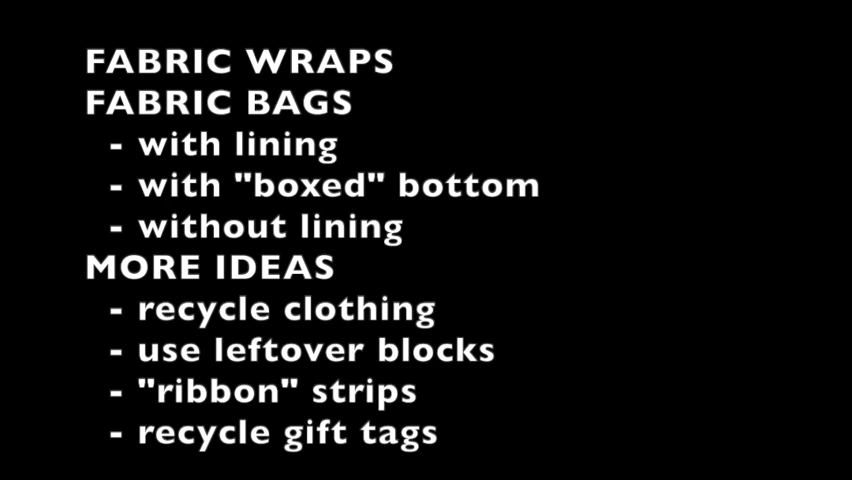 FABRIC WRAPS
FABRIC BAGS
- with lining
- with "boxed" bottom
- without lining
MORE IDEAS
- recycle clothing
- use leftover blocks
- "ribbon" strips
- recycle gift tags